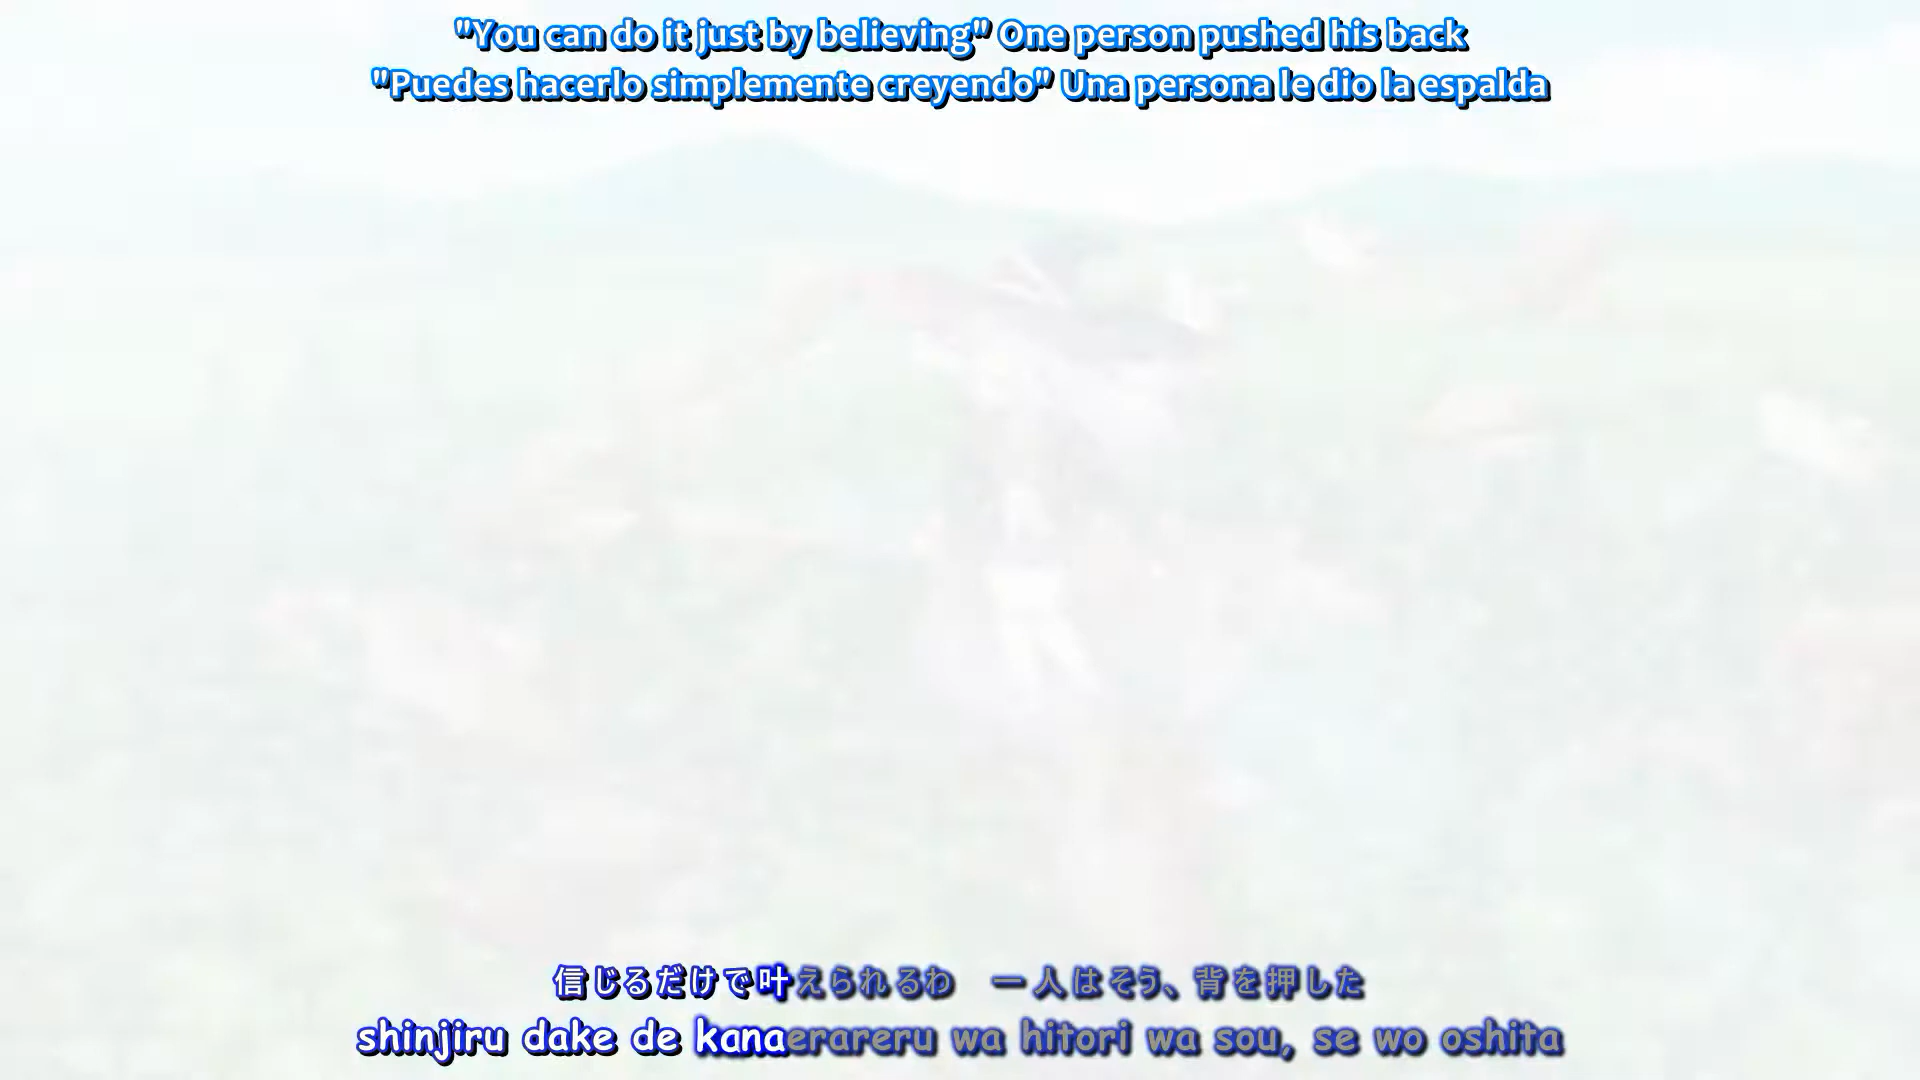 "You can do it just by believing" One person pushed his back
"Puedes hacerlo simplemente creyendo" Una persona le dio la espalda
信じるだけで叶えられるわ　一人はそう、背を押した
shinjiru dake de kanaerareru wa hitori wa sou, se wo oshita